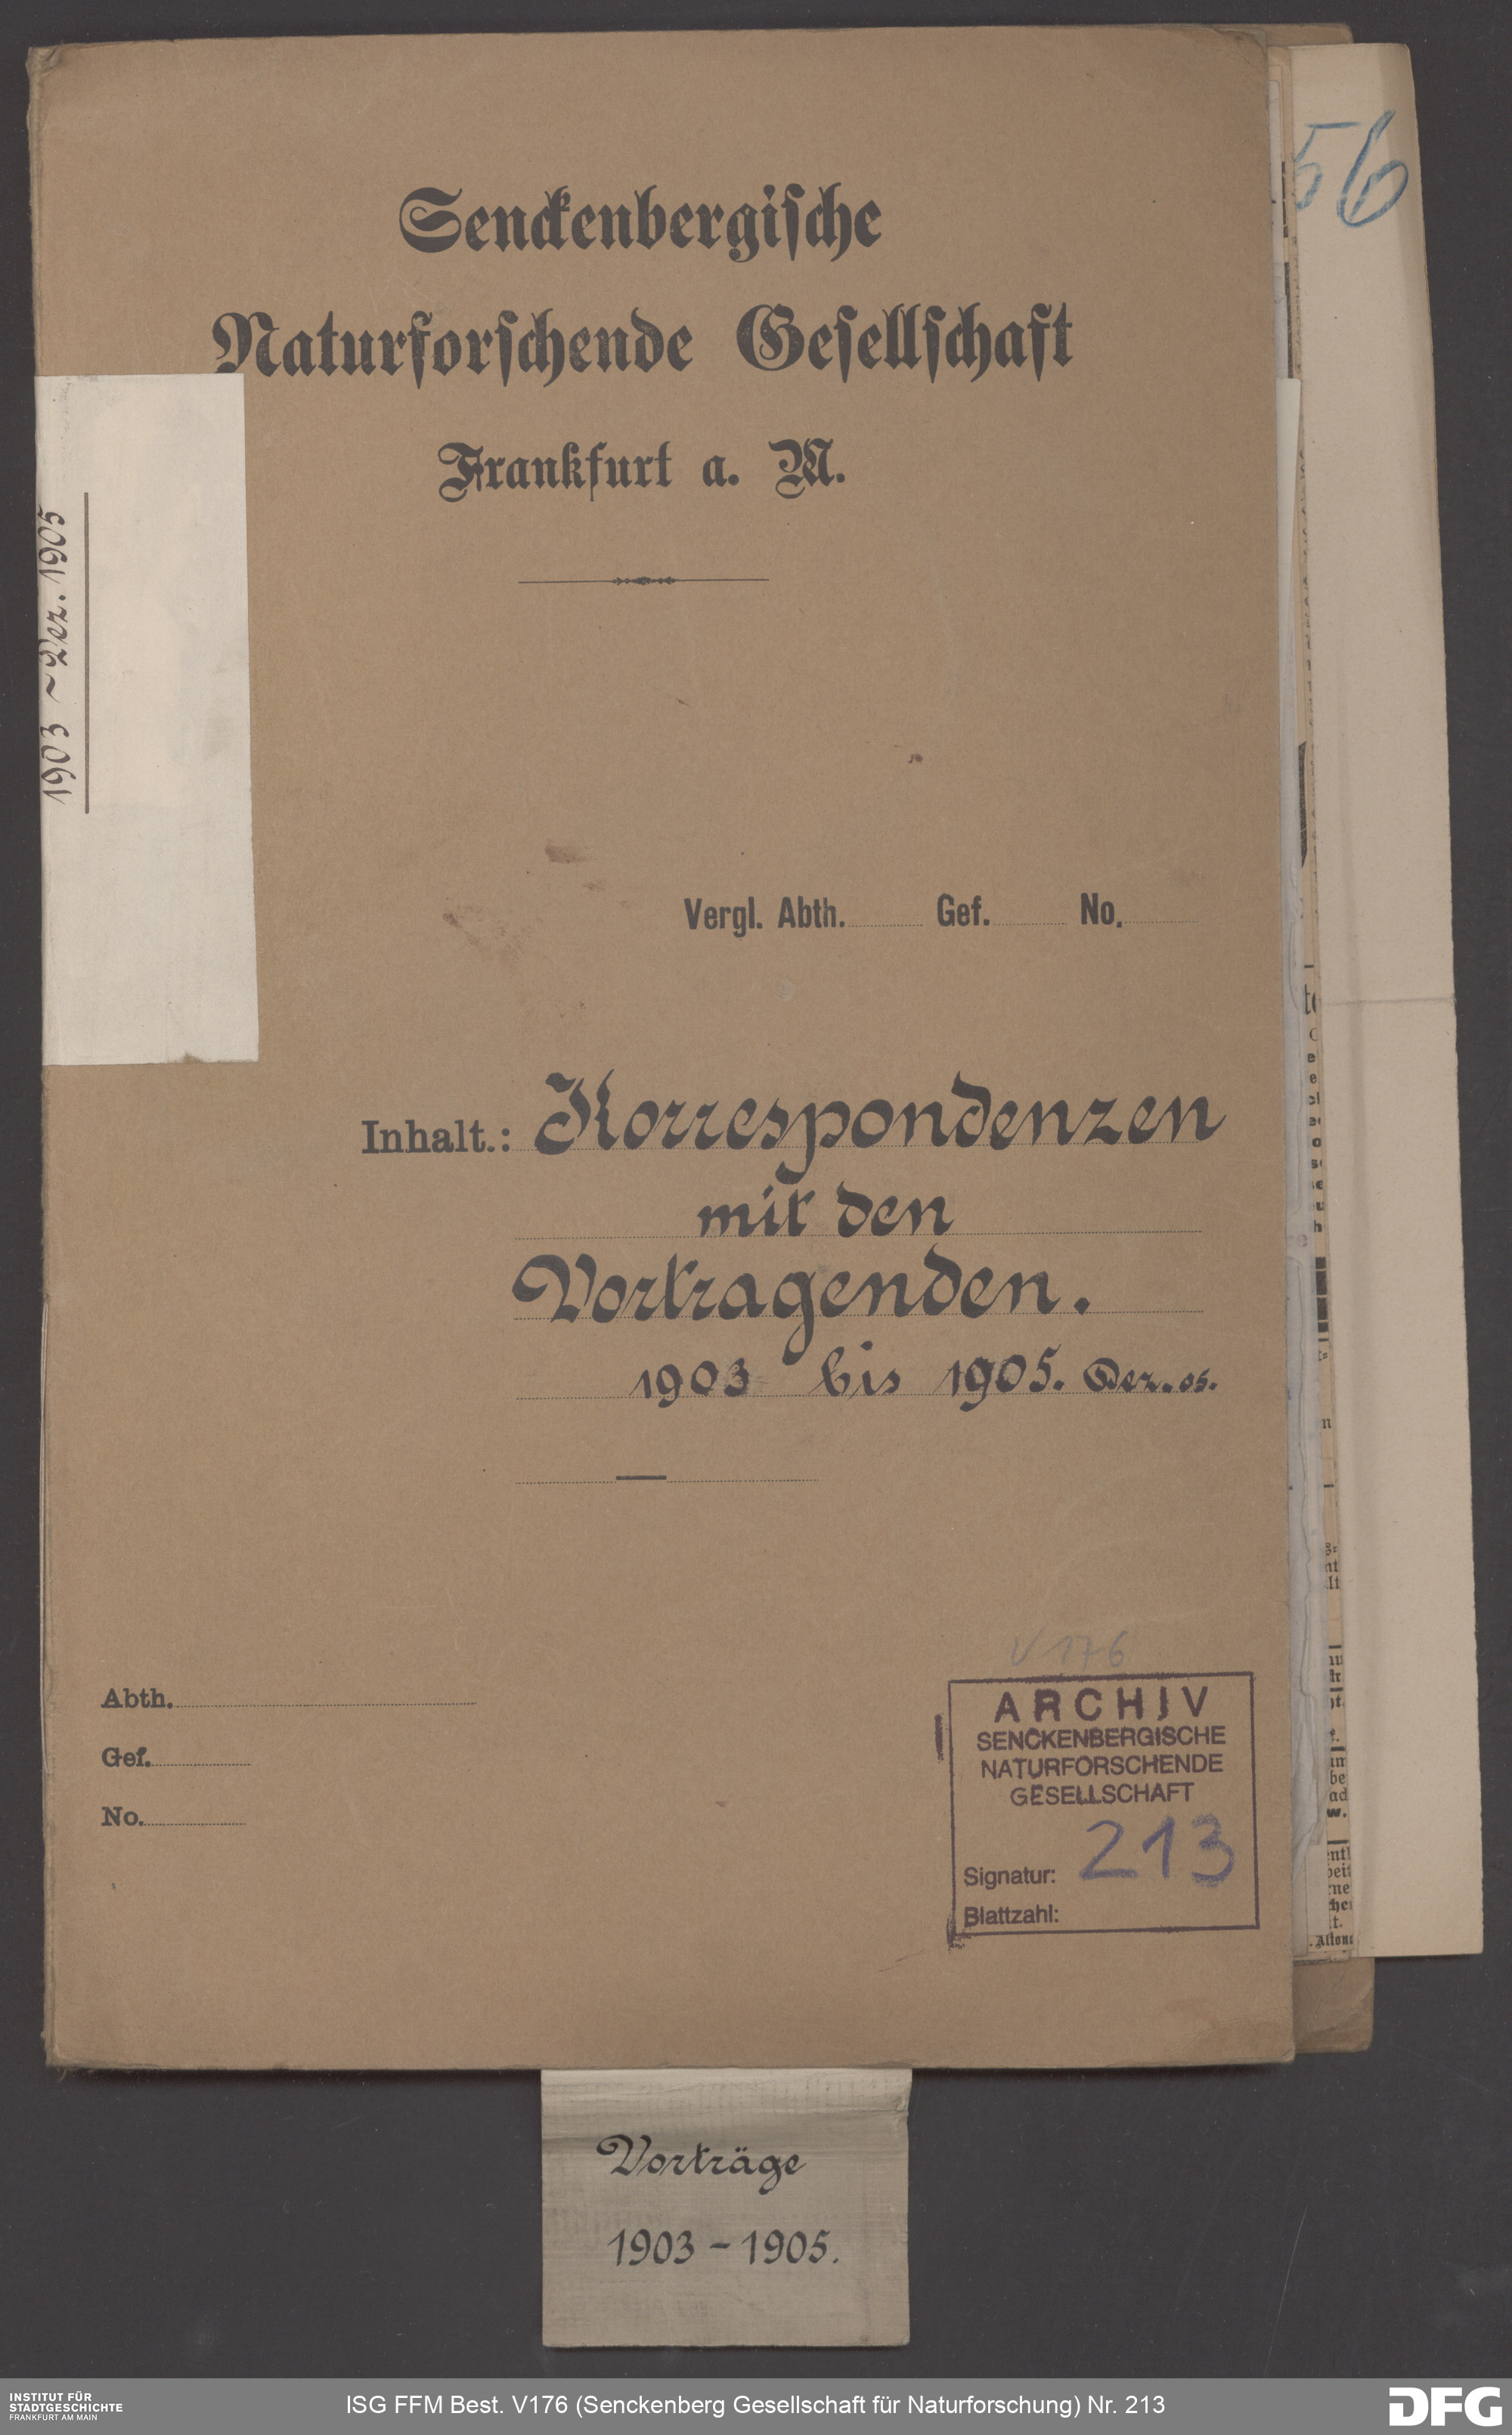 Senckenbergische
Naturforschende Gesellschaft
Frankfurt a. M.
1903 ~ Dez. 1905
56
Vergl. Abth. Gef. No.
Inhalt.: Korrespondenzen
mit den
Vortragenden.
1903 bis 1905. Dez. 05.
Abth.
Gef.
No.
V 176
ARCHIV
SENCKENBERGISCHE
NATURFORSCHENDE
GESELLSCHAFT
Signatur: 213
Blattzahl:
Vorträge
1903 - 1905.
INSTITUT FÜR
STADTGESCHICHTE
FRANKFURT AM MAIN
ISG FFM Best. V176 (Senckenberg Gesellschaft für Naturforschung) Nr. 213
DFG